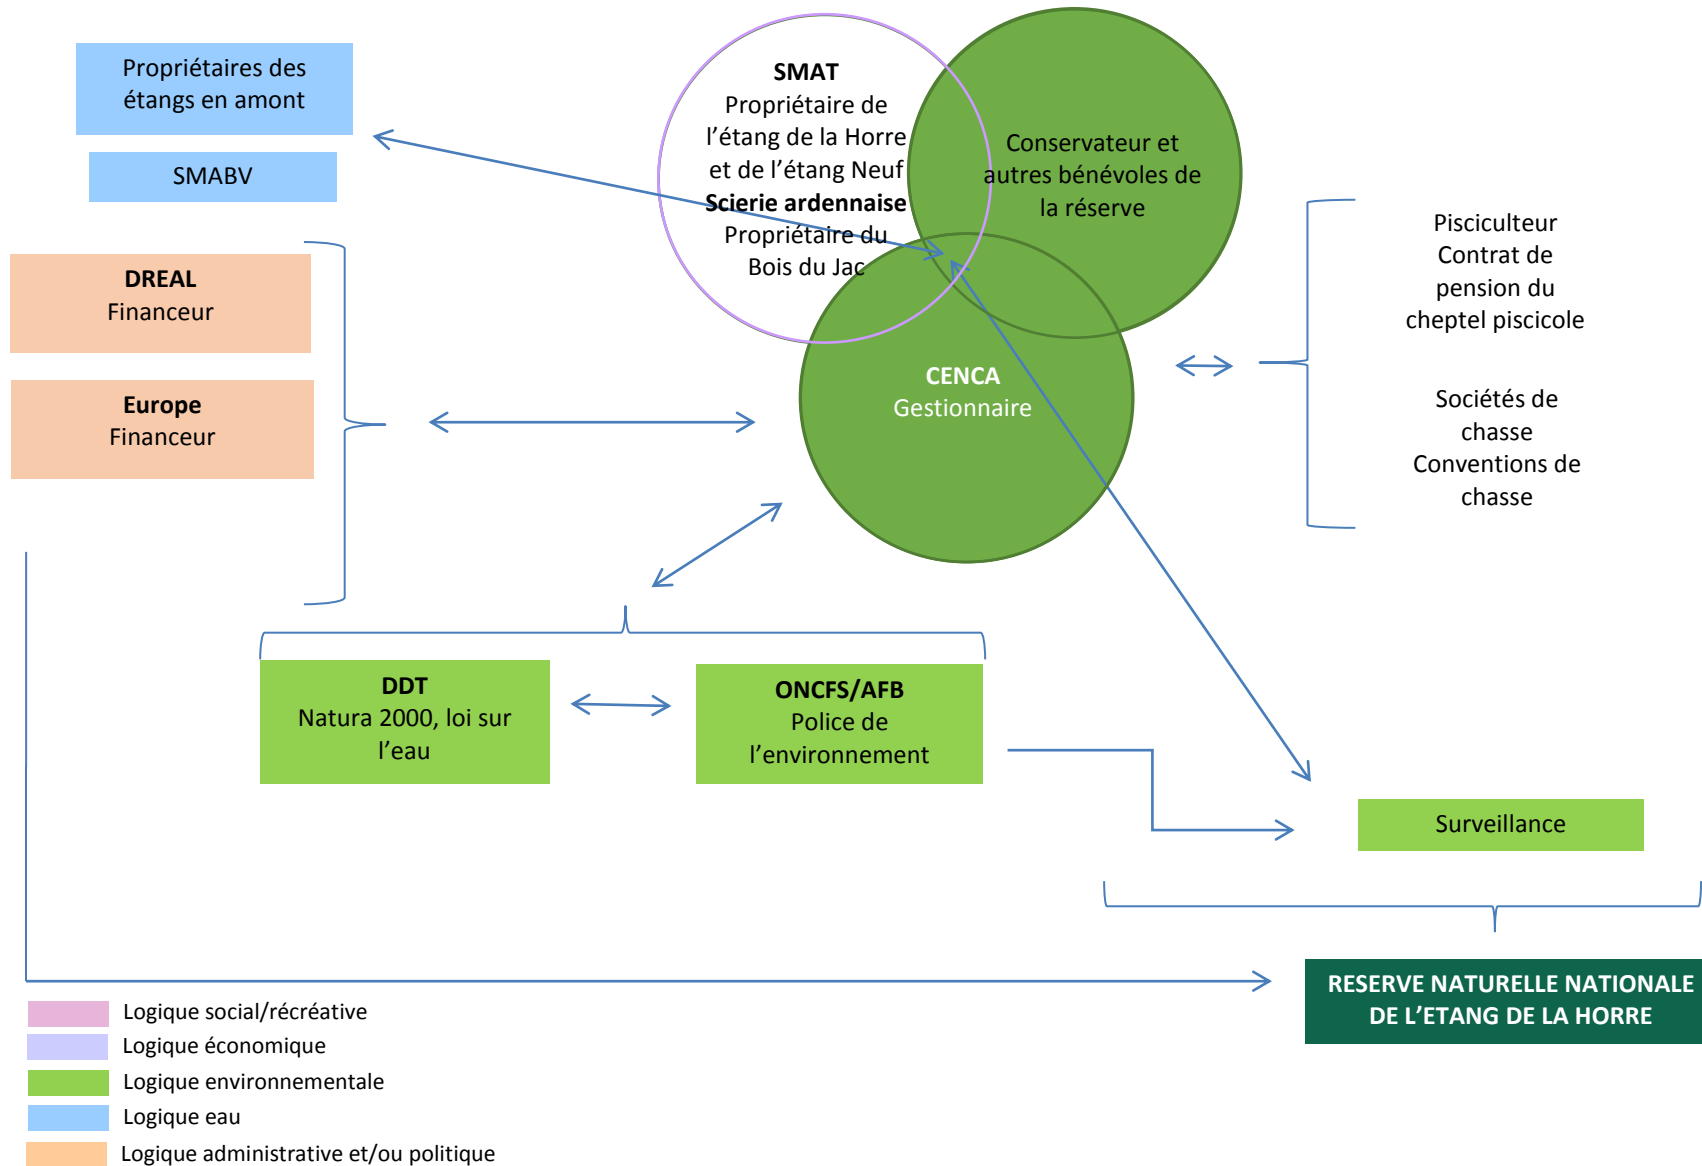 Propriétaires des
étangs en amont
SMABV
SMAT
Propriétaire de
l'étang de la Horre
et de l'étang Neuf
Scierie ardennaise
Propriétaire du
Bois du Jac
Conservateur et
autres bénévoles de
la réserve
Pisciculteur
Contrat de
pension du
cheptel piscicole
Sociétés de
chasse
Conventions de
chasse
DREAL
Financeur
Europe
Financeur
CENCA
Gestionnaire
DDT
Natura 2000, loi sur
l'eau
ONCFS/AFB
Police de
l'environnement
Surveillance
RESERVE NATURELLE NATIONALE
DE L'ETANG DE LA HORRE
Logique social/récréative
Logique économique
Logique environnementale
Logique eau
Logique administrative et/ou politique